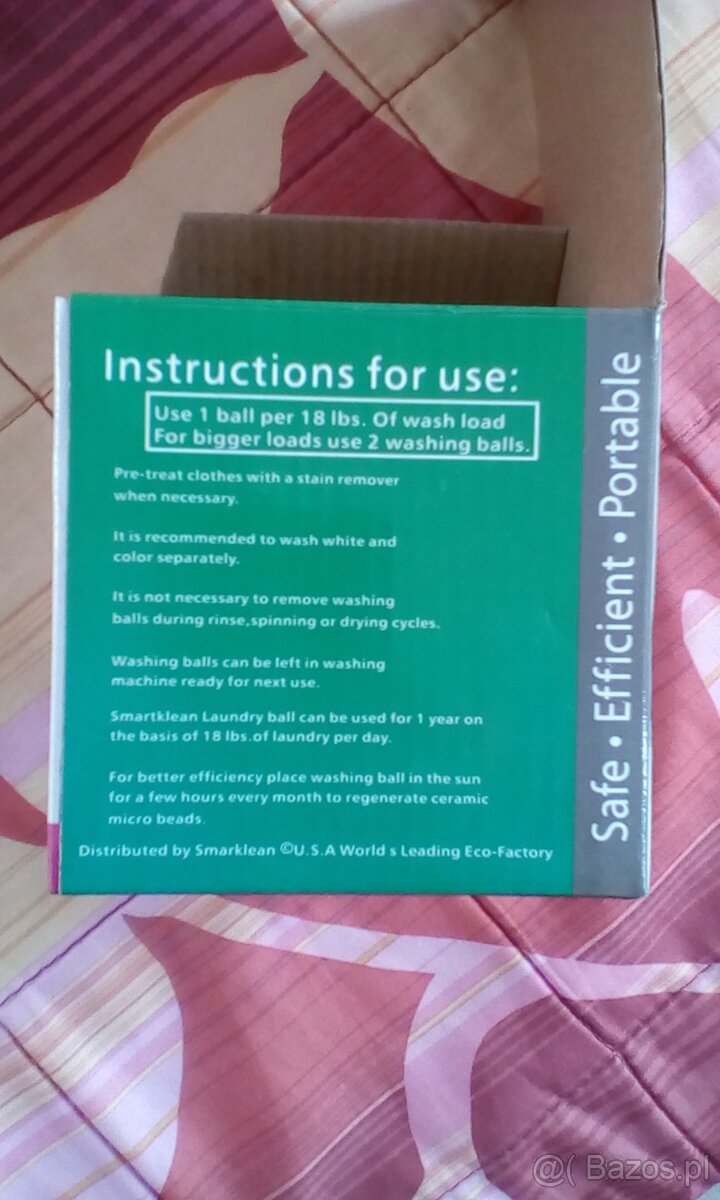 Instructions for use:
Use 1 ball per 18 lbs. Of wash load
For bigger loads use 2 washing balls.
Pre-treat clothes with a stain remover
when necessary.
It is recommended to wash white and
color separately.
It is not necessary to remove washing
balls during rinse,spinning or drying cycles.
Washing balls can be left in washing
machine ready for next use.
Smartklean Laundry ball can be used for 1 year on
the basis of 18 lbs.of laundry per day.
For better efficiency place washing ball in the sun
for a few hours every month to regenerate ceramic
micro beads.
Distributed by Smarklean ©U.S.A World s Leading Eco-Factory
Safe • Efficient • Portable
@( Bazos.pl